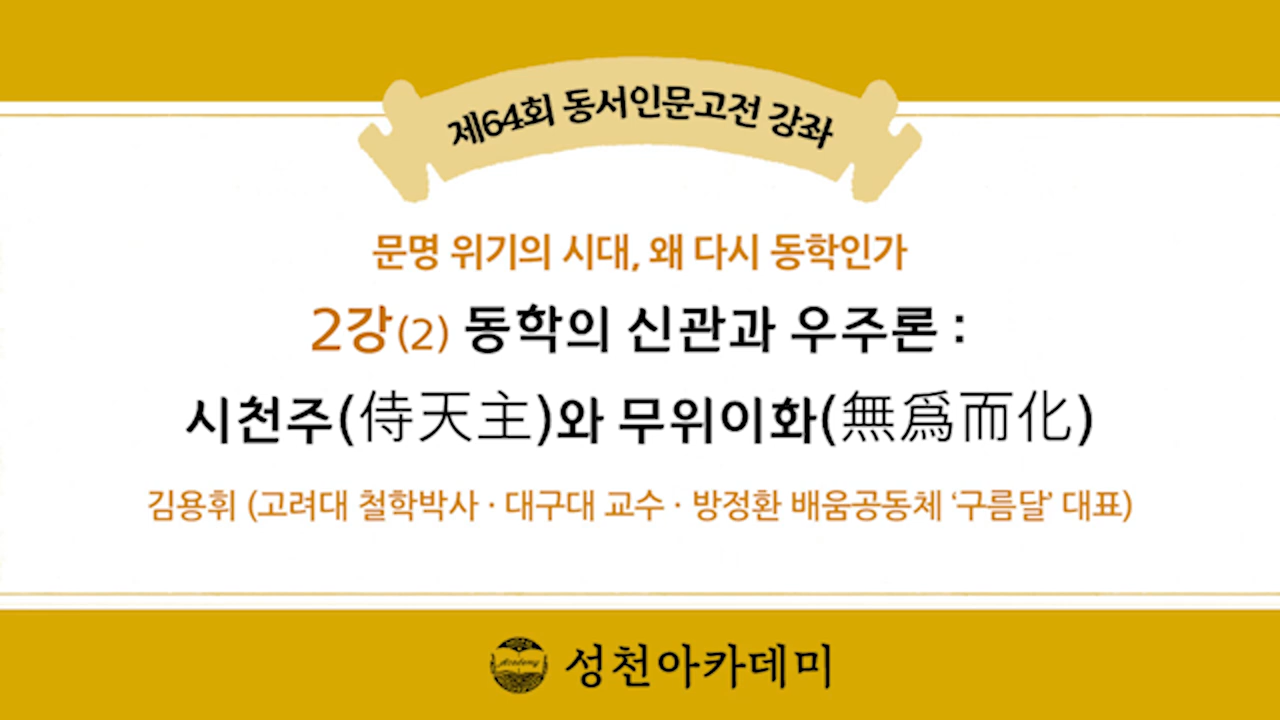 제64회 동서인문고전 강좌
문명 위기의 시대, 왜 다시 동학인가
2강(2) 동학의 신관과 우주론 :
시천주(侍天主)와 무위이화(無爲而化)
김용휘 (고려대 철학박사 · 대구대 교수 · 방정환 배움공동체 ‘구름달’ 대표)
Academy 성천아카데미